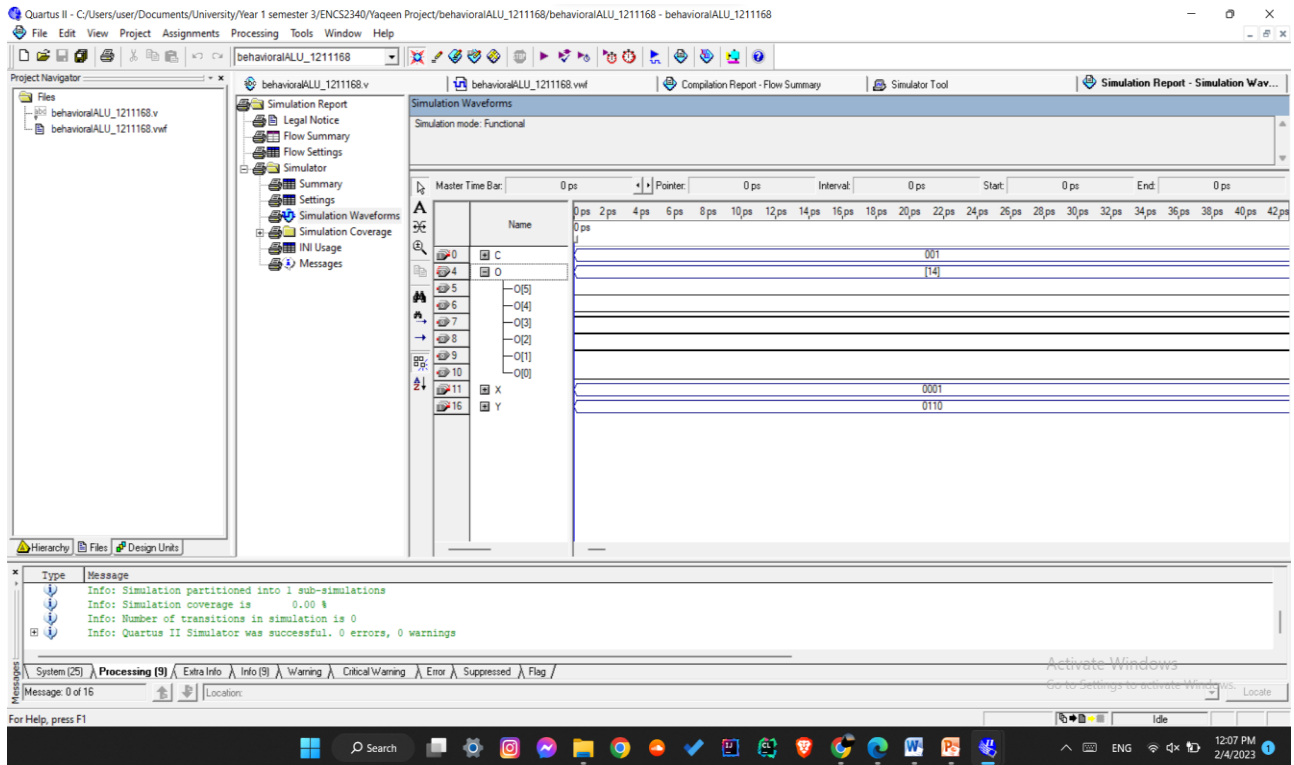 Quartus II - C:/Users/user/Documents/University/Year 1 semester 3/ENCS2340/Yaqeen Project/behavioralALU_1211168/behavioralALU_1211168 - behavioralALU_1211168
File Edit View Project Assignments Processing Tools Window Help
behavioralALU_1211168
Project Navigator
Files
behavioralALU_1211168.v
behavioralALU_1211168.vwf
Hierarchy Files Design Units
behavioralALU_1211168.v behavioralALU_1211168.vwf Compilation Report - Flow Summary Simulator Tool Simulation Report - Simulation Wav...
Simulation Report
Legal Notice
Flow Summary
Flow Settings
Simulator
Summary
Settings
Simulation Waveforms
Simulation Coverage
INI Usage
Messages
Simulation Waveforms
Simulation mode: Functional
Master Time Bar: 0 ps Pointer: 0 ps Interval: 0 ps Start: 0 ps End: 0 ps
Name 0 ps 2 ps 4 ps 6 ps 8 ps 10 ps 12 ps 14 ps 16 ps 18 ps 20 ps 22 ps 24 ps 26 ps 28 ps 30 ps 32 ps 34 ps 36 ps 38 ps 40 ps 42 ps
0 ps
0 C 001
4 O [14]
5 O[5]
6 O[4]
7 O[3]
8 O[2]
9 O[1]
10 O[0]
11 X 0001
16 Y 0110
Type Message
Info: Simulation partitioned into 1 sub-simulations
Info: Simulation coverage is 0.00 %
Info: Number of transitions in simulation is 0
Info: Quartus II Simulator was successful. 0 errors, 0 warnings
System (25) Processing (9) Extra Info Info (9) Warning Critical Warning Error Suppressed Flag
Messages
Message: 0 of 16 Location: Locate
Activate Windows
Go to Settings to activate Windows.
For Help, press F1 Idle
Search ENG 12:07 PM
2/4/2023 1